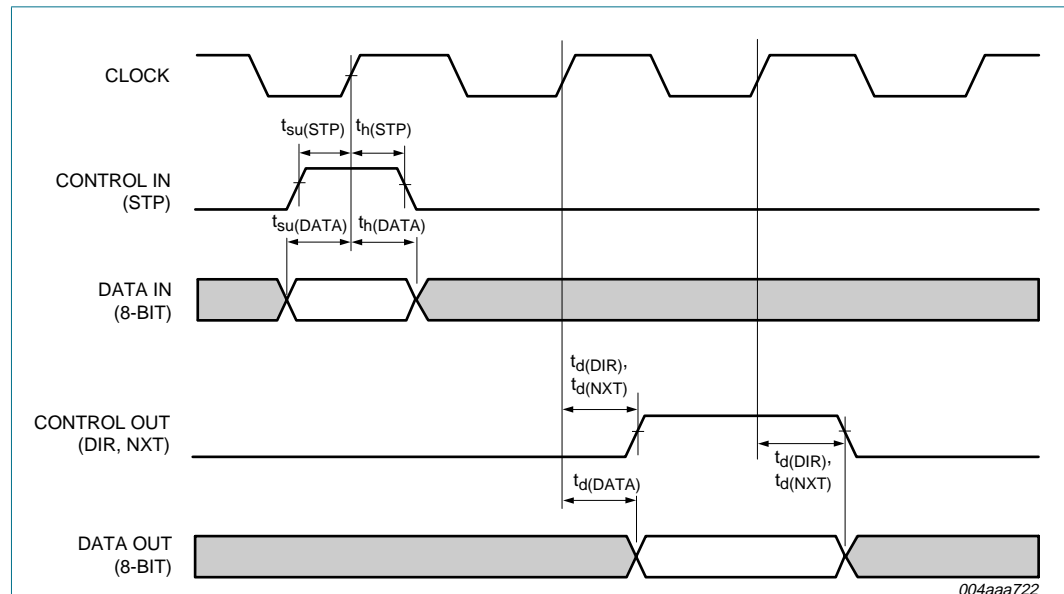 CLOCK
tsu(STP) th(STP)
CONTROL IN
(STP)
tsu(DATA) th(DATA)
DATA IN
(8-BIT)
td(DIR),
td(NXT)
CONTROL OUT
(DIR, NXT)
td(DIR),
td(NXT)
td(DATA)
DATA OUT
(8-BIT)
004aaa722